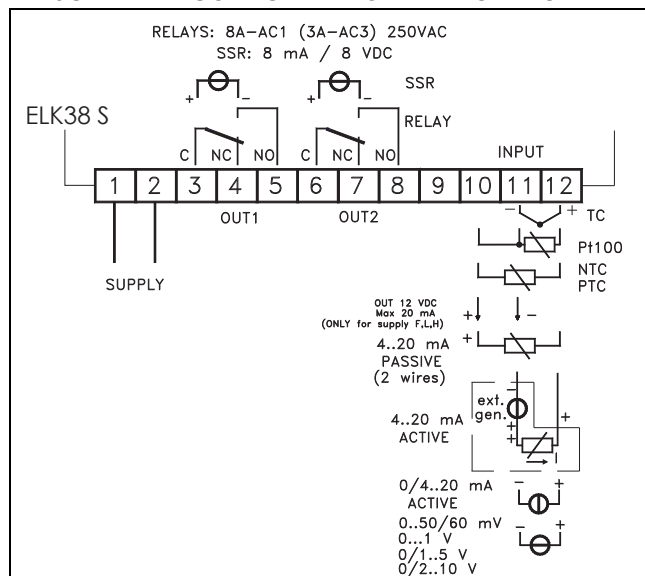 RELAYS: 8A-AC1 (3A-AC3) 250VAC
SSR: 8 mA / 8 VDC
+ - + - SSR
ELK38 S
RELAY
C NC NO C NC NO INPUT
1 2 3 4 5 6 7 8 9 10 11 12
OUT1 OUT2 - + TC
Pt100
SUPPLY
NTC
PTC
OUT 12 VDC
Max 20 mA + -
(ONLY for supply F,L,H)
4..20 mA +
PASSIVE
(2 wires)
-
ext.
gen. +
4..20 mA +
ACTIVE +
I
0/4..20 mA - +
ACTIVE
0..50/60 mV - +
0...1 V
0/1..5 V
0/2..10 V